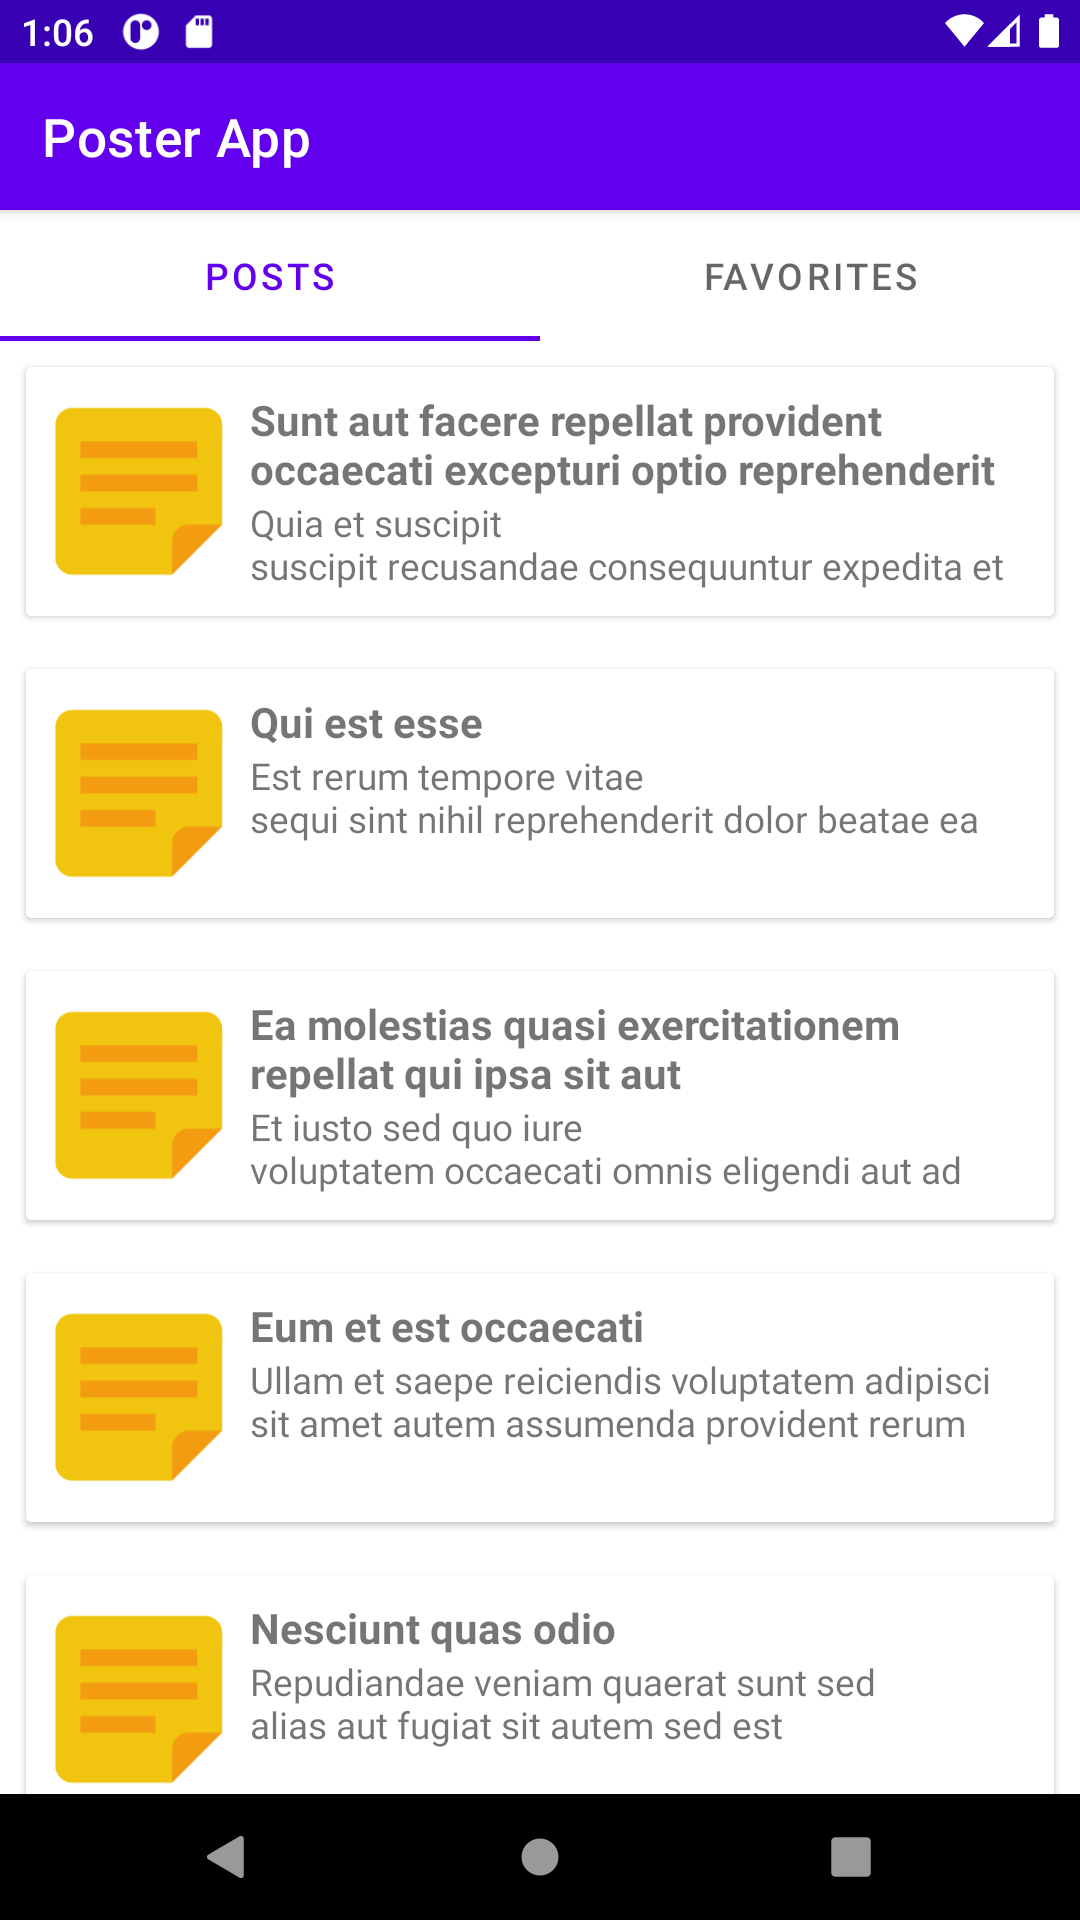 1:06
Poster App
POSTS
FAVORITES
Sunt aut facere repellat provident
occaecati excepturi optio reprehenderit
Quia et suscipit
suscipit recusandae consequuntur expedita et
Qui est esse
Est rerum tempore vitae
sequi sint nihil reprehenderit dolor beatae ea
Ea molestias quasi exercitationem
repellat qui ipsa sit aut
Et iusto sed quo iure
voluptatem occaecati omnis eligendi aut ad
Eum et est occaecati
Ullam et saepe reiciendis voluptatem adipisci
sit amet autem assumenda provident rerum
Nesciunt quas odio
Repudiandae veniam quaerat sunt sed
alias aut fugiat sit autem sed est